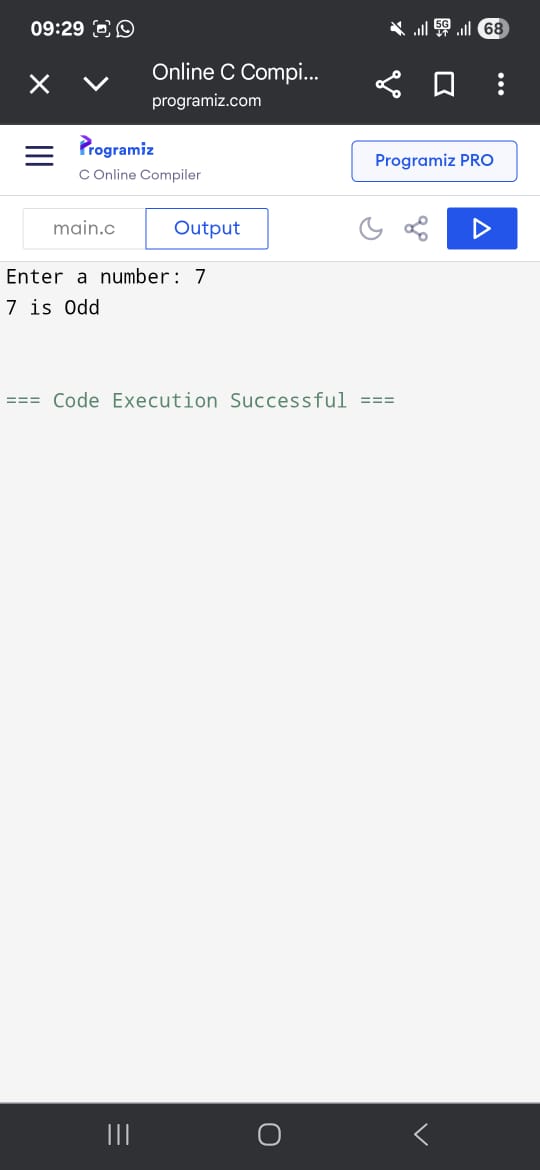 09:29
5G
68
Online C Compi...
programiz.com
Programiz
C Online Compiler
Programiz PRO
main.c
Output
Enter a number: 7
7 is Odd
=== Code Execution Successful ===